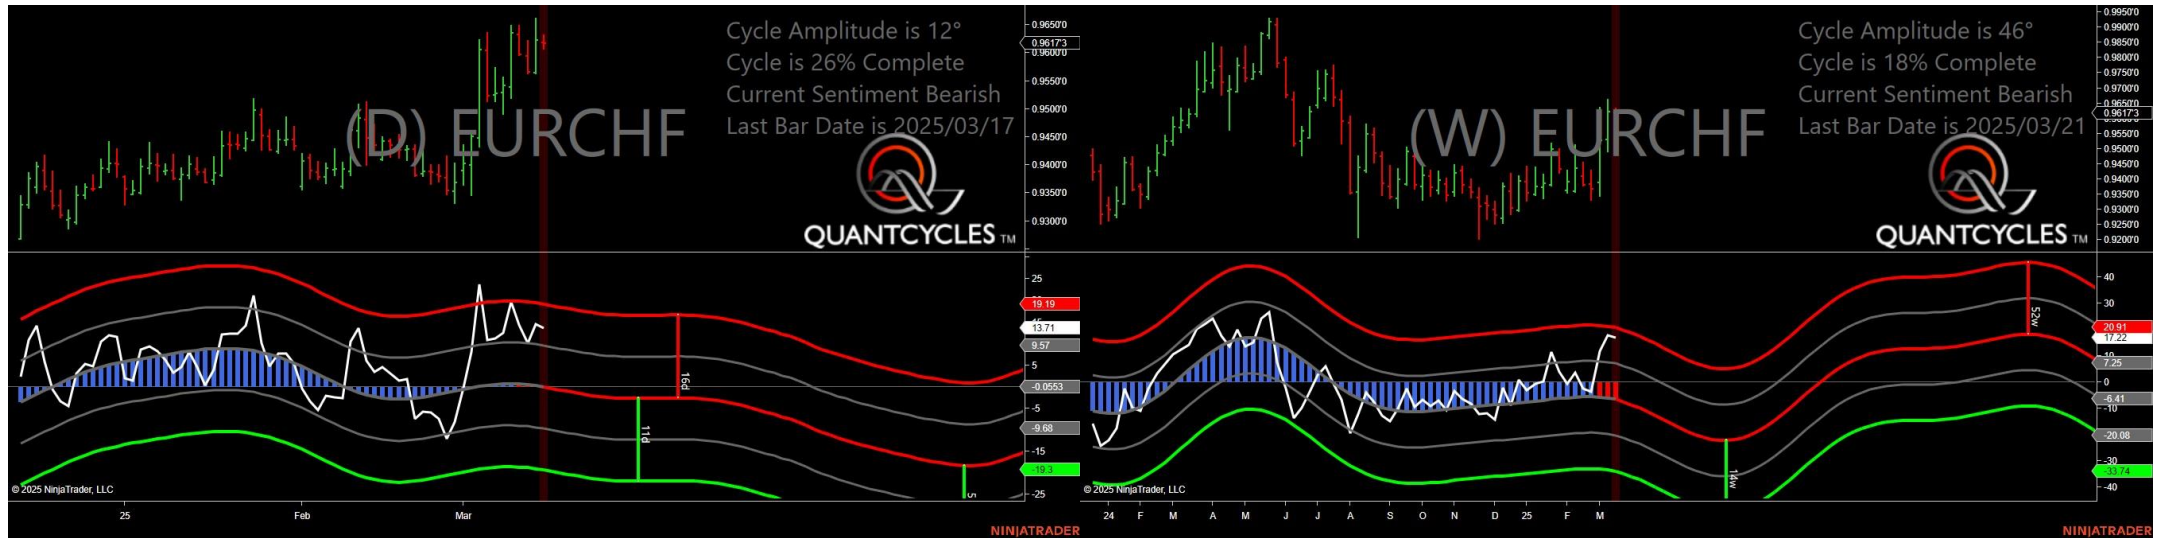 Cycle Amplitude is 12°
Cycle is 26% Complete
Current Sentiment Bearish
Last Bar Date is 2025/03/17
(D) EURCHF
QUANTCYCLES TM
0.9650'0
0.9617'3
0.9600'0
0.9550'0
0.9500'0
0.9450'0
0.9400'0
0.9350'0
0.9300'0
25
19.19
13.71
9.57
5
-0.0553
-5
-9.68
-15
-19.3
-25
16d
11d
5
© 2025 NinjaTrader, LLC
25 Feb Mar
NINJATRADER
Cycle Amplitude is 46°
Cycle is 18% Complete
Current Sentiment Bearish
Last Bar Date is 2025/03/21
(W) EURCHF
QUANTCYCLES TM
0.9950'0
0.9900'0
0.9850'0
0.9800'0
0.9750'0
0.9700'0
0.9650'0
0.9617'3
0.9550'0
0.9500'0
0.9450'0
0.9400'0
0.9350'0
0.9300'0
0.9250'0
0.9200'0
40
30
20.91
17.22
10
7.25
0
-6.41
-10
-20.08
-30
-33.74
-40
52w
14w
© 2025 NinjaTrader, LLC
24 F M A M J J A S O N D 25 F M
NINJATRADER